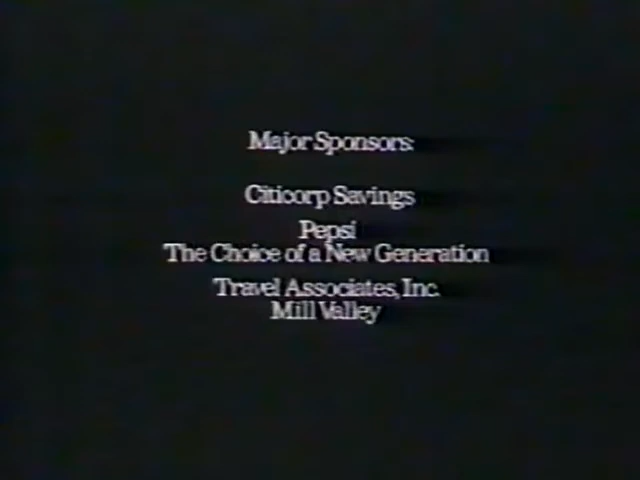 Major Sponsors:
Citicorp Savings
Pepsi
The Choice of a New Generation
Travel Associates, Inc.
Mill Valley